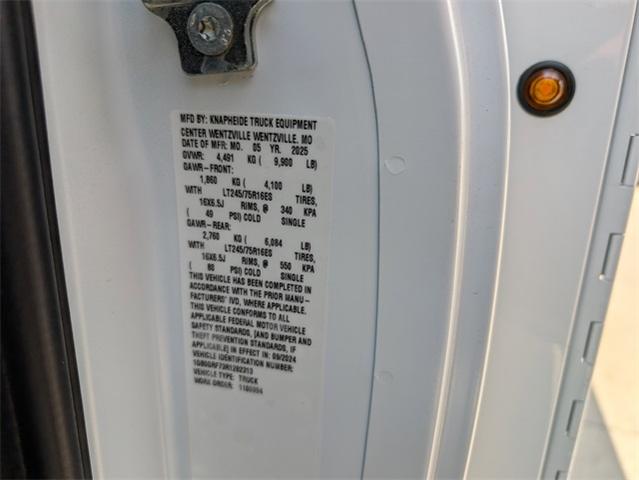 MFG BY: KNAPHEIDE TRUCK EQUIPMENT
CENTER WENTZVILLE WENTZVILLE, MO
DATE OF MFR: MO. 05 YR. 2025
GVWR: 4,491 KG ( 9,900 LB)
GAWR-FRONT:
1,860 KG ( 4,100 LB)
WITH LT245/75R16ES TIRES,
16X6.5J RIMS, @ 340 KPA
( 49 PSI) COLD SINGLE
GAWR-REAR:
2,760 KG ( 6,084 LB)
WITH LT245/75R16ES TIRES,
16X6.5J RIMS, @ 550 KPA
( 80 PSI) COLD SINGLE
THIS VEHICLE HAS BEEN COMPLETED IN
ACCORDANCE WITH THE PRIOR MANU-
FACTURERS' IVD, WHERE APPLICABLE.
THIS VEHICLE CONFORMS TO ALL
APPLICABLE FEDERAL MOTOR VEHICLE
SAFETY STANDARDS, [AND BUMPER AND
THEFT PREVENTION STANDARDS, IF
APPLICABLE] IN EFFECT IN: 09/2024
VEHICLE IDENTIFICATION NUMBER:
VEHICLE TYPE: TRUCK
WORK ORDER: